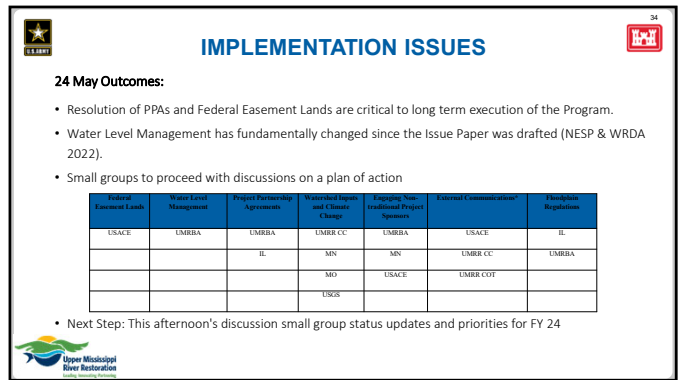 34
U.S. ARMY
IMPLEMENTATION ISSUES
24 May Outcomes:
• Resolution of PPAs and Federal Easement Lands are critical to long term execution of the Program.
• Water Level Management has fundamentally changed since the Issue Paper was drafted (NESP & WRDA
2022).
• Small groups to proceed with discussions on a plan of action
Federal Easement Lands Water Level Management Project Partnership Agreements Watershed Inputs and Climate Change Engaging Non-traditional Project Sponsors External Communications* Floodplain Regulations
USACE UMRBA UMRBA UMRR CC UMRBA USACE IL
IL MN MN UMRR CC UMRBA
MO USACE UMRR COT
USGS
• Next Step: This afternoon's discussion small group status updates and priorities for FY 24
Upper Mississippi
River Restoration
Leading, Innovating, Partnering